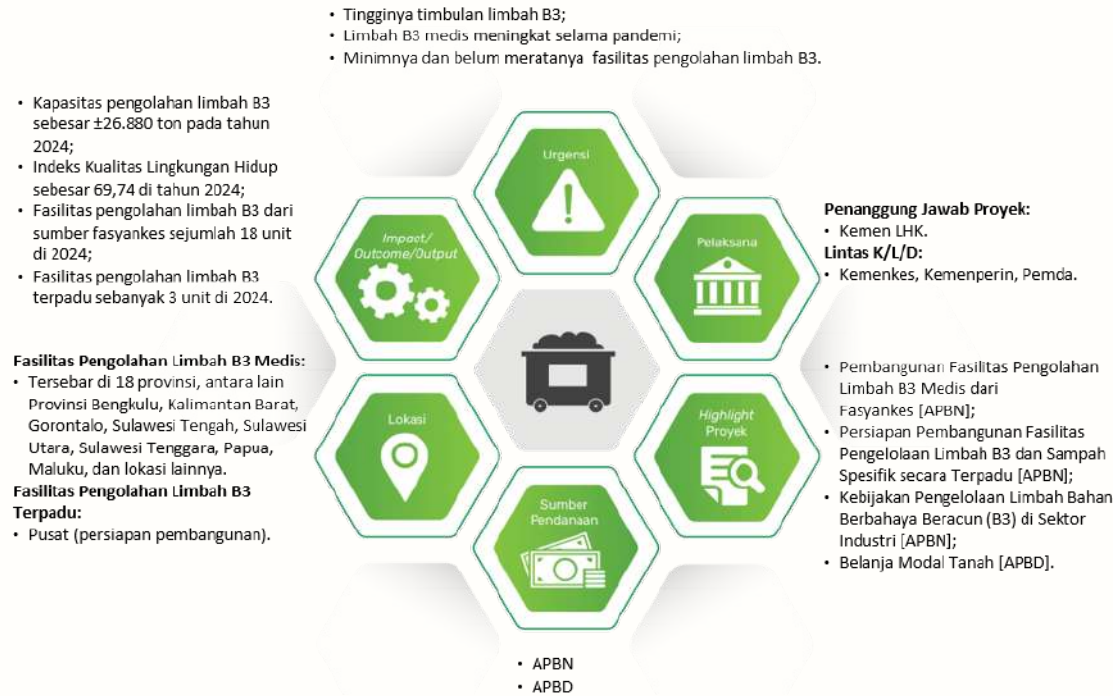 • Tingginya timbulan limbah B3;
• Limbah B3 medis meningkat selama pandemi;
• Minimnya dan belum meratanya fasilitas pengolahan limbah B3.
Urgensi
• Kapasitas pengolahan limbah B3
sebesar ±26.880 ton pada tahun
2024;
• Indeks Kualitas Lingkungan Hidup
sebesar 69,74 di tahun 2024;
• Fasilitas pengolahan limbah B3 dari
sumber fasyankes sejumlah 18 unit
di 2024;
• Fasilitas pengolahan limbah B3
terpadu sebanyak 3 unit di 2024.
Impact/
Outcome/Output
Pelaksana
Penanggung Jawab Proyek:
• Kemen LHK.
Lintas K/L/D:
• Kemenkes, Kemenperin, Pemda.
Fasilitas Pengolahan Limbah B3 Medis:
• Tersebar di 18 provinsi, antara lain
Provinsi Bengkulu, Kalimantan Barat,
Gorontalo, Sulawesi Tengah, Sulawesi
Utara, Sulawesi Tenggara, Papua,
Maluku, dan lokasi lainnya.
Fasilitas Pengolahan Limbah B3
Terpadu:
• Pusat (persiapan pembangunan).
Lokasi
Highlight
Proyek
• Pembangunan Fasilitas Pengolahan
Limbah B3 Medis dari
Fasyankes [APBN];
• Persiapan Pembangunan Fasilitas
Pengelolaan Limbah B3 dan Sampah
Spesifik secara Terpadu [APBN];
• Kebijakan Pengelolaan Limbah Bahan
Berbahaya Beracun (B3) di Sektor
Industri [APBN];
• Belanja Modal Tanah [APBD].
Sumber
Pendanaan
• APBN
• APBD